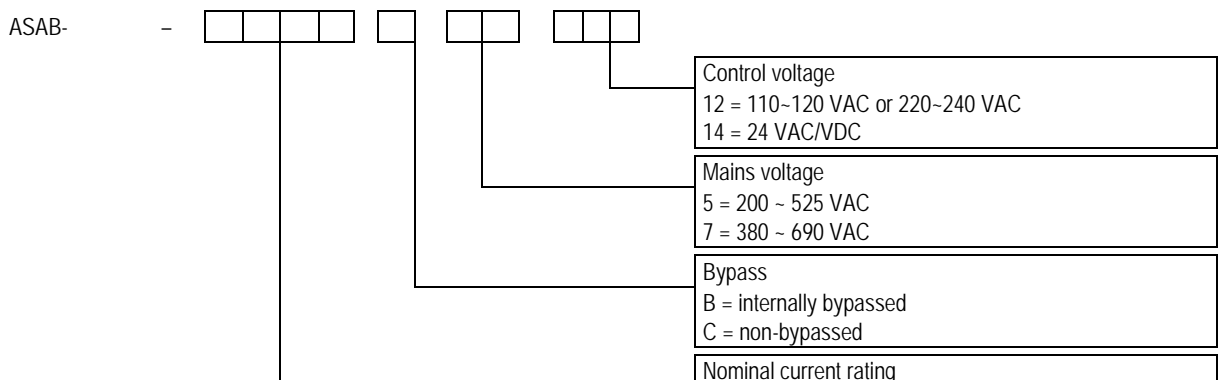 ASAB- –
Control voltage
12 = 110~120 VAC or 220~240 VAC
14 = 24 VAC/VDC
Mains voltage
5 = 200 ~ 525 VAC
7 = 380 ~ 690 VAC
Bypass
B = internally bypassed
C = non-bypassed
Nominal current rating